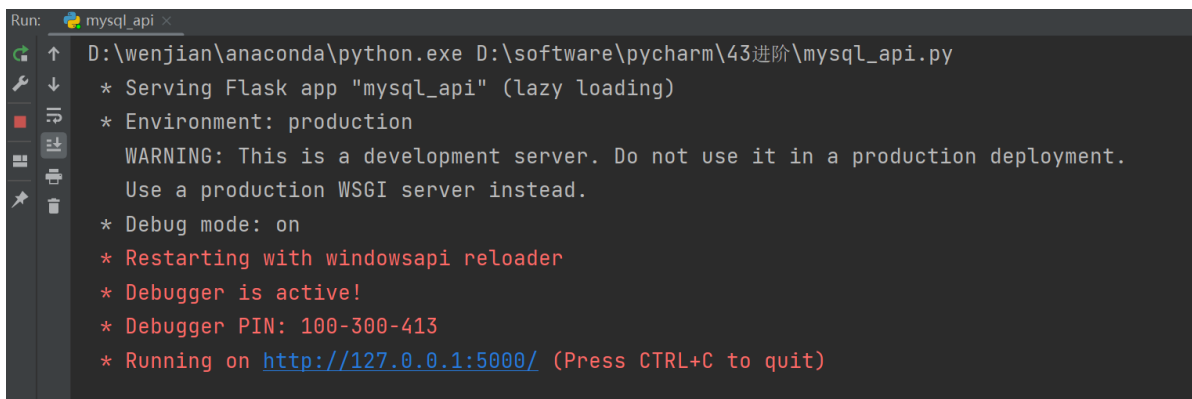 Run: mysql_api ×
D:\wenjian\anaconda\python.exe D:\software\pycharm\43进阶\mysql_api.py
* Serving Flask app "mysql_api" (lazy loading)
* Environment: production
WARNING: This is a development server. Do not use it in a production deployment.
Use a production WSGI server instead.
* Debug mode: on
* Restarting with windowsapi reloader
* Debugger is active!
* Debugger PIN: 100-300-413
* Running on http://127.0.0.1:5000/ (Press CTRL+C to quit)